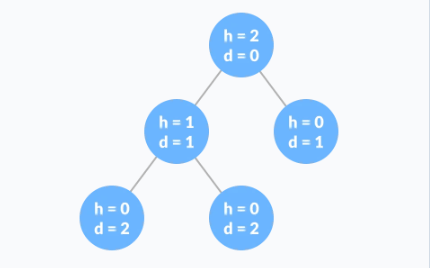 h = 2
d = 0
h = 1
d = 1
h = 0
d = 1
h = 0
d = 2
h = 0
d = 2